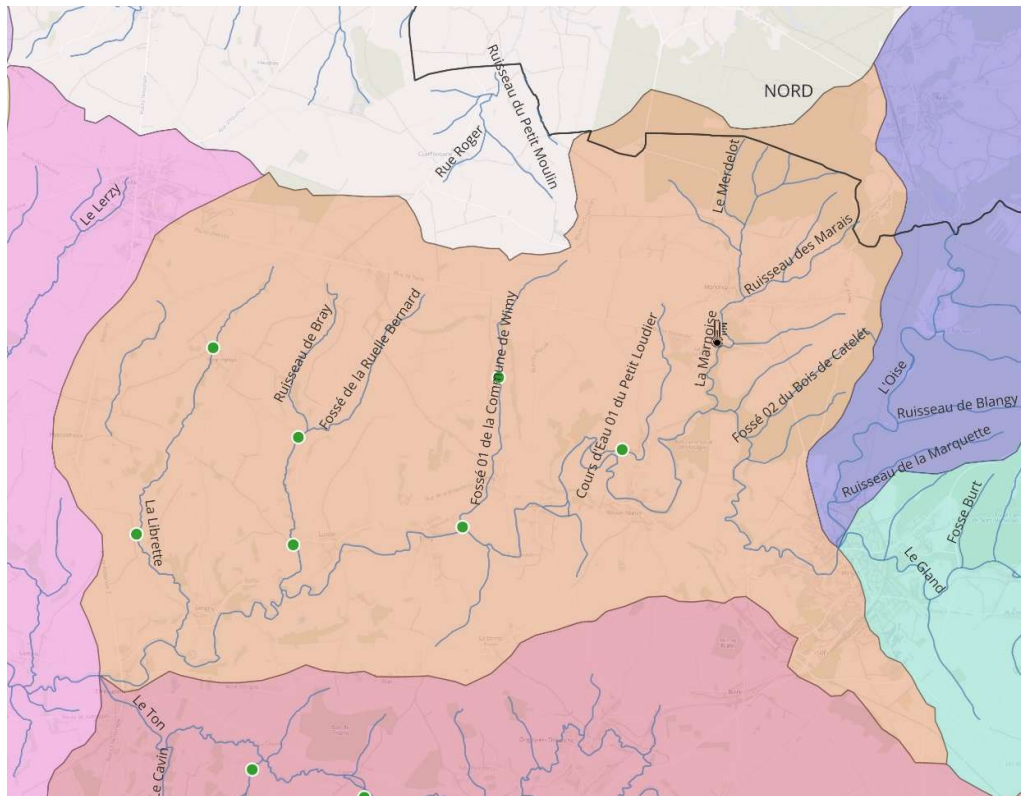 NORD
Ruisseau du Petit Moulin
Rue Roger
Le Lerzy
Le Merdelot
Ruisseau des Marais
Ruisseau de Bray
Fossé de la Ruelle Bernard
Fossé 01 de la Commune de Wimy
Cours d'Eau 01 du Petit Loudier
La Marnoise
Fossé 02 du Bois de Catelét
L'Oise
Ruisseau de Blangy
Ruisseau de la Marquette
Fosse Burt
Le Gland
La Librette
Le Ton
Le Cavin